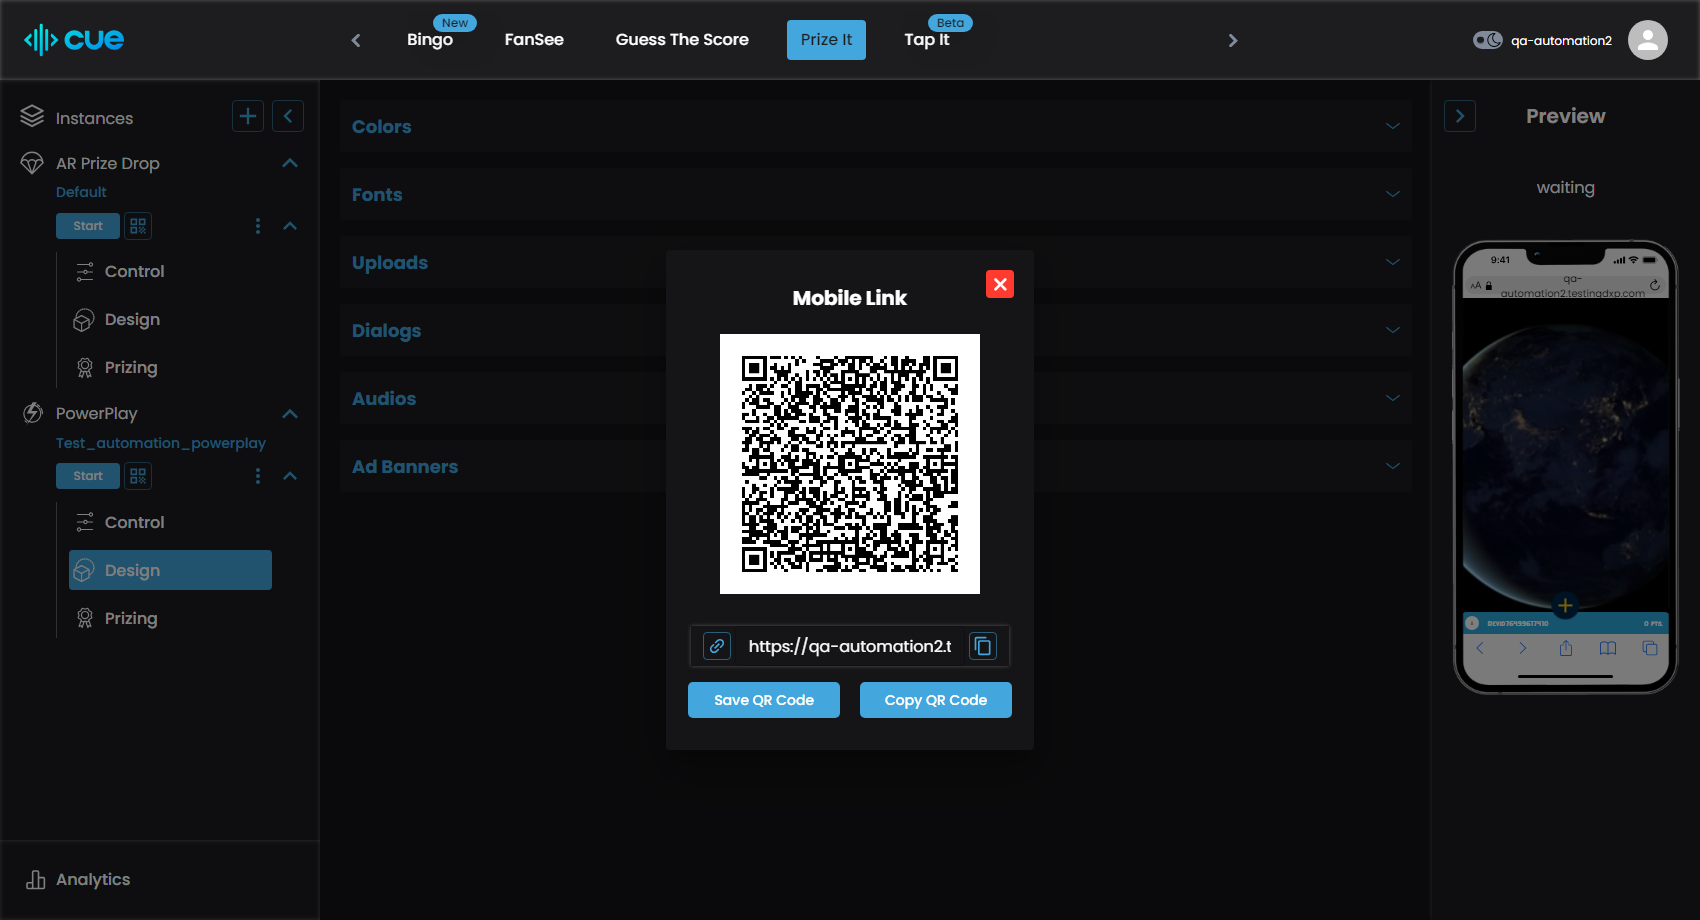 cue
Bingo
New
FanSee
Guess The Score
Prize It
Tap It
Beta
qa-automation2
Instances
AR Prize Drop
Default
Start
Control
Design
Prizing
PowerPlay
Test_automation_powerplay
Start
Control
Design
Prizing
Analytics
Colors
Fonts
Uploads
Dialogs
Audios
Ad Banners
Mobile Link
https://qa-automation2.t
Save QR Code
Copy QR Code
Preview
waiting
9:41
AA
qa-
automation2.testingdxp.com
0 PTS.